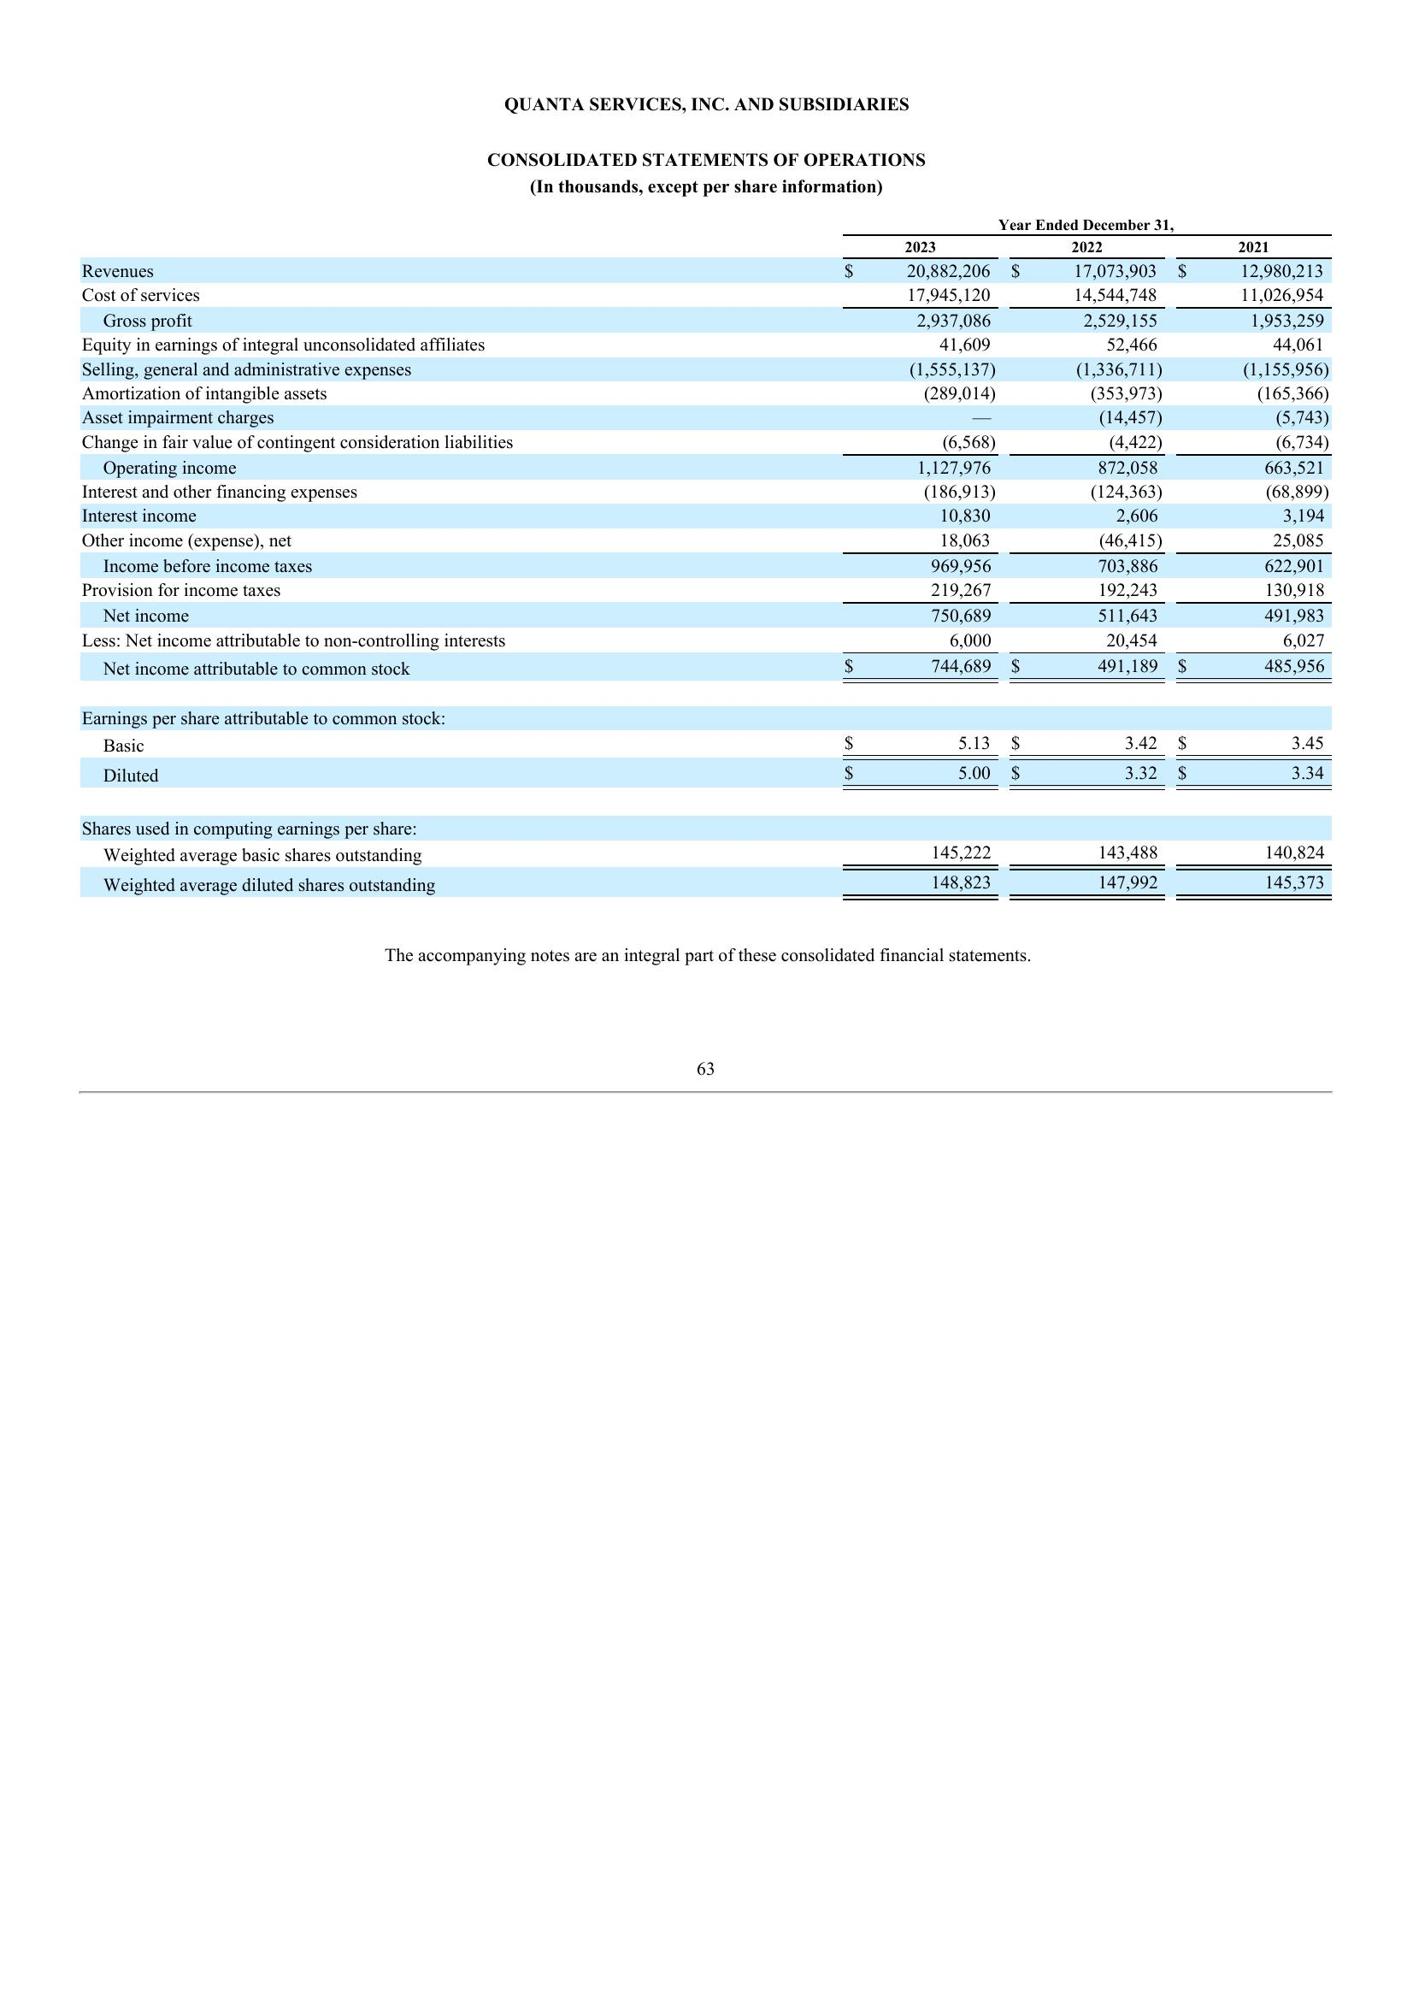 QUANTA SERVICES, INC. AND SUBSIDIARIES
CONSOLIDATED STATEMENTS OF OPERATIONS
(In thousands, except per share information)
Year Ended December 31,
2023 2022 2021
Revenues $ 20,882,206 $ 17,073,903 $ 12,980,213
Cost of services 17,945,120 14,544,748 11,026,954
Gross profit 2,937,086 2,529,155 1,953,259
Equity in earnings of integral unconsolidated affiliates 41,609 52,466 44,061
Selling, general and administrative expenses (1,555,137) (1,336,711) (1,155,956)
Amortization of intangible assets (289,014) (353,973) (165,366)
Asset impairment charges — (14,457) (5,743)
Change in fair value of contingent consideration liabilities (6,568) (4,422) (6,734)
Operating income 1,127,976 872,058 663,521
Interest and other financing expenses (186,913) (124,363) (68,899)
Interest income 10,830 2,606 3,194
Other income (expense), net 18,063 (46,415) 25,085
Income before income taxes 969,956 703,886 622,901
Provision for income taxes 219,267 192,243 130,918
Net income 750,689 511,643 491,983
Less: Net income attributable to non-controlling interests 6,000 20,454 6,027
Net income attributable to common stock $ 744,689 $ 491,189 $ 485,956
Earnings per share attributable to common stock:
Basic $ 5.13 $ 3.42 $ 3.45
Diluted $ 5.00 $ 3.32 $ 3.34
Shares used in computing earnings per share:
Weighted average basic shares outstanding 145,222 143,488 140,824
Weighted average diluted shares outstanding 148,823 147,992 145,373
The accompanying notes are an integral part of these consolidated financial statements.
63